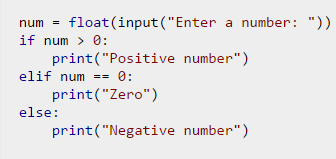 num = float(input("Enter a number: "))
if num > 0:
    print("Positive number")
elif num == 0:
    print("Zero")
else:
    print("Negative number")